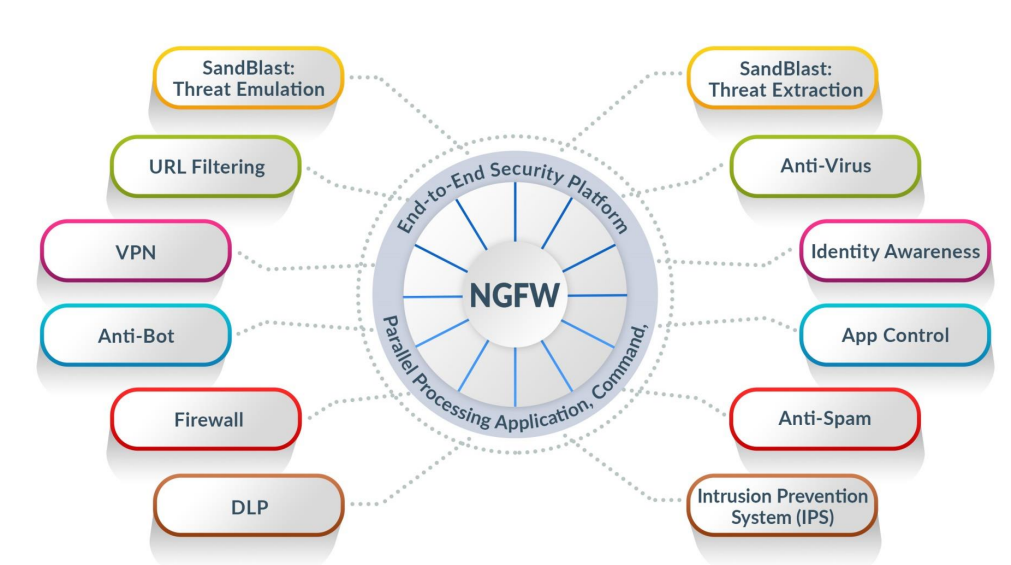 SandBlast:
Threat Emulation
SandBlast:
Threat Extraction
URL Filtering
Anti-Virus
VPN
Identity Awareness
Anti-Bot
App Control
Firewall
Anti-Spam
DLP
Intrusion Prevention
System (IPS)
End-to-End Security Platform
NGFW
Parallel Processing Application, Command,